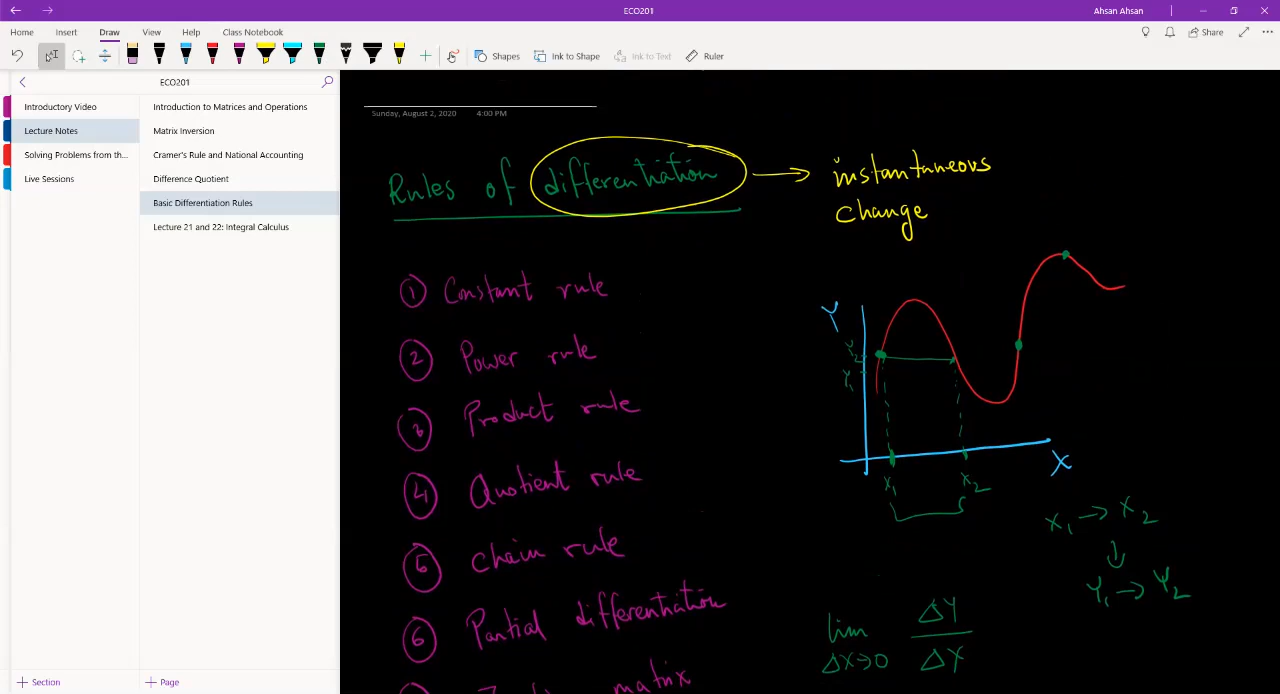 ECO201
Ahsan Ahsan
Home Insert Draw View Help Class Notebook
Share
Shapes Ink to Shape Ink to Text Ruler
ECO201
Introductory Video
Lecture Notes
Solving Problems from th...
Live Sessions
Introduction to Matrices and Operations
Matrix Inversion
Cramer's Rule and National Accounting
Difference Quotient
Basic Differentiation Rules
Lecture 21 and 22: Integral Calculus
Section
Page
Sunday, August 2, 2020 4:00 PM
Rules of differentiation → instantaneous
change
1 Constant rule
2 Power rule
3 Product rule
4 Quotient rule
5 Chain rule
6 Partial differentiation
matrix
Y
Y2
Y1
X1 X2
X
X1 → X2
↓
Y1 → Y2
lim ΔY
ΔX→0 ΔX